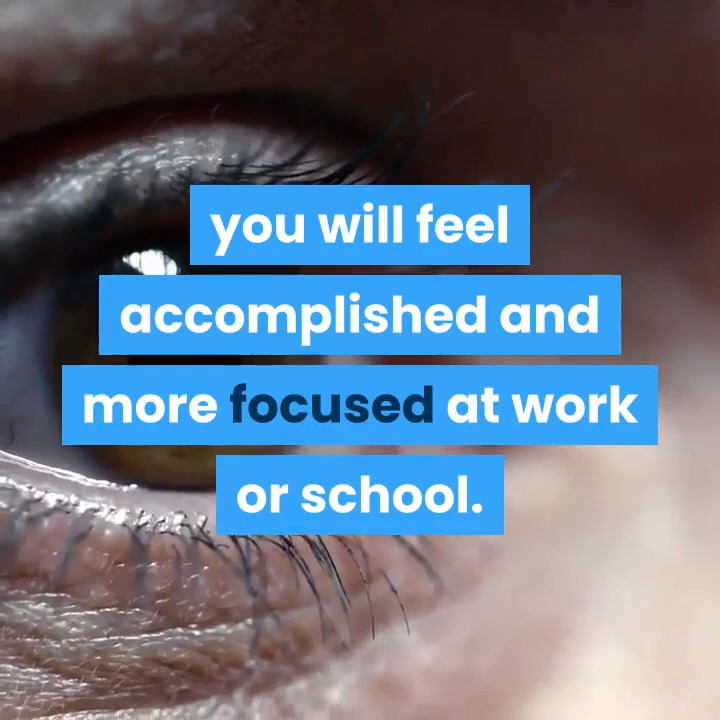 you will feel
accomplished and
more focused at work
or school.